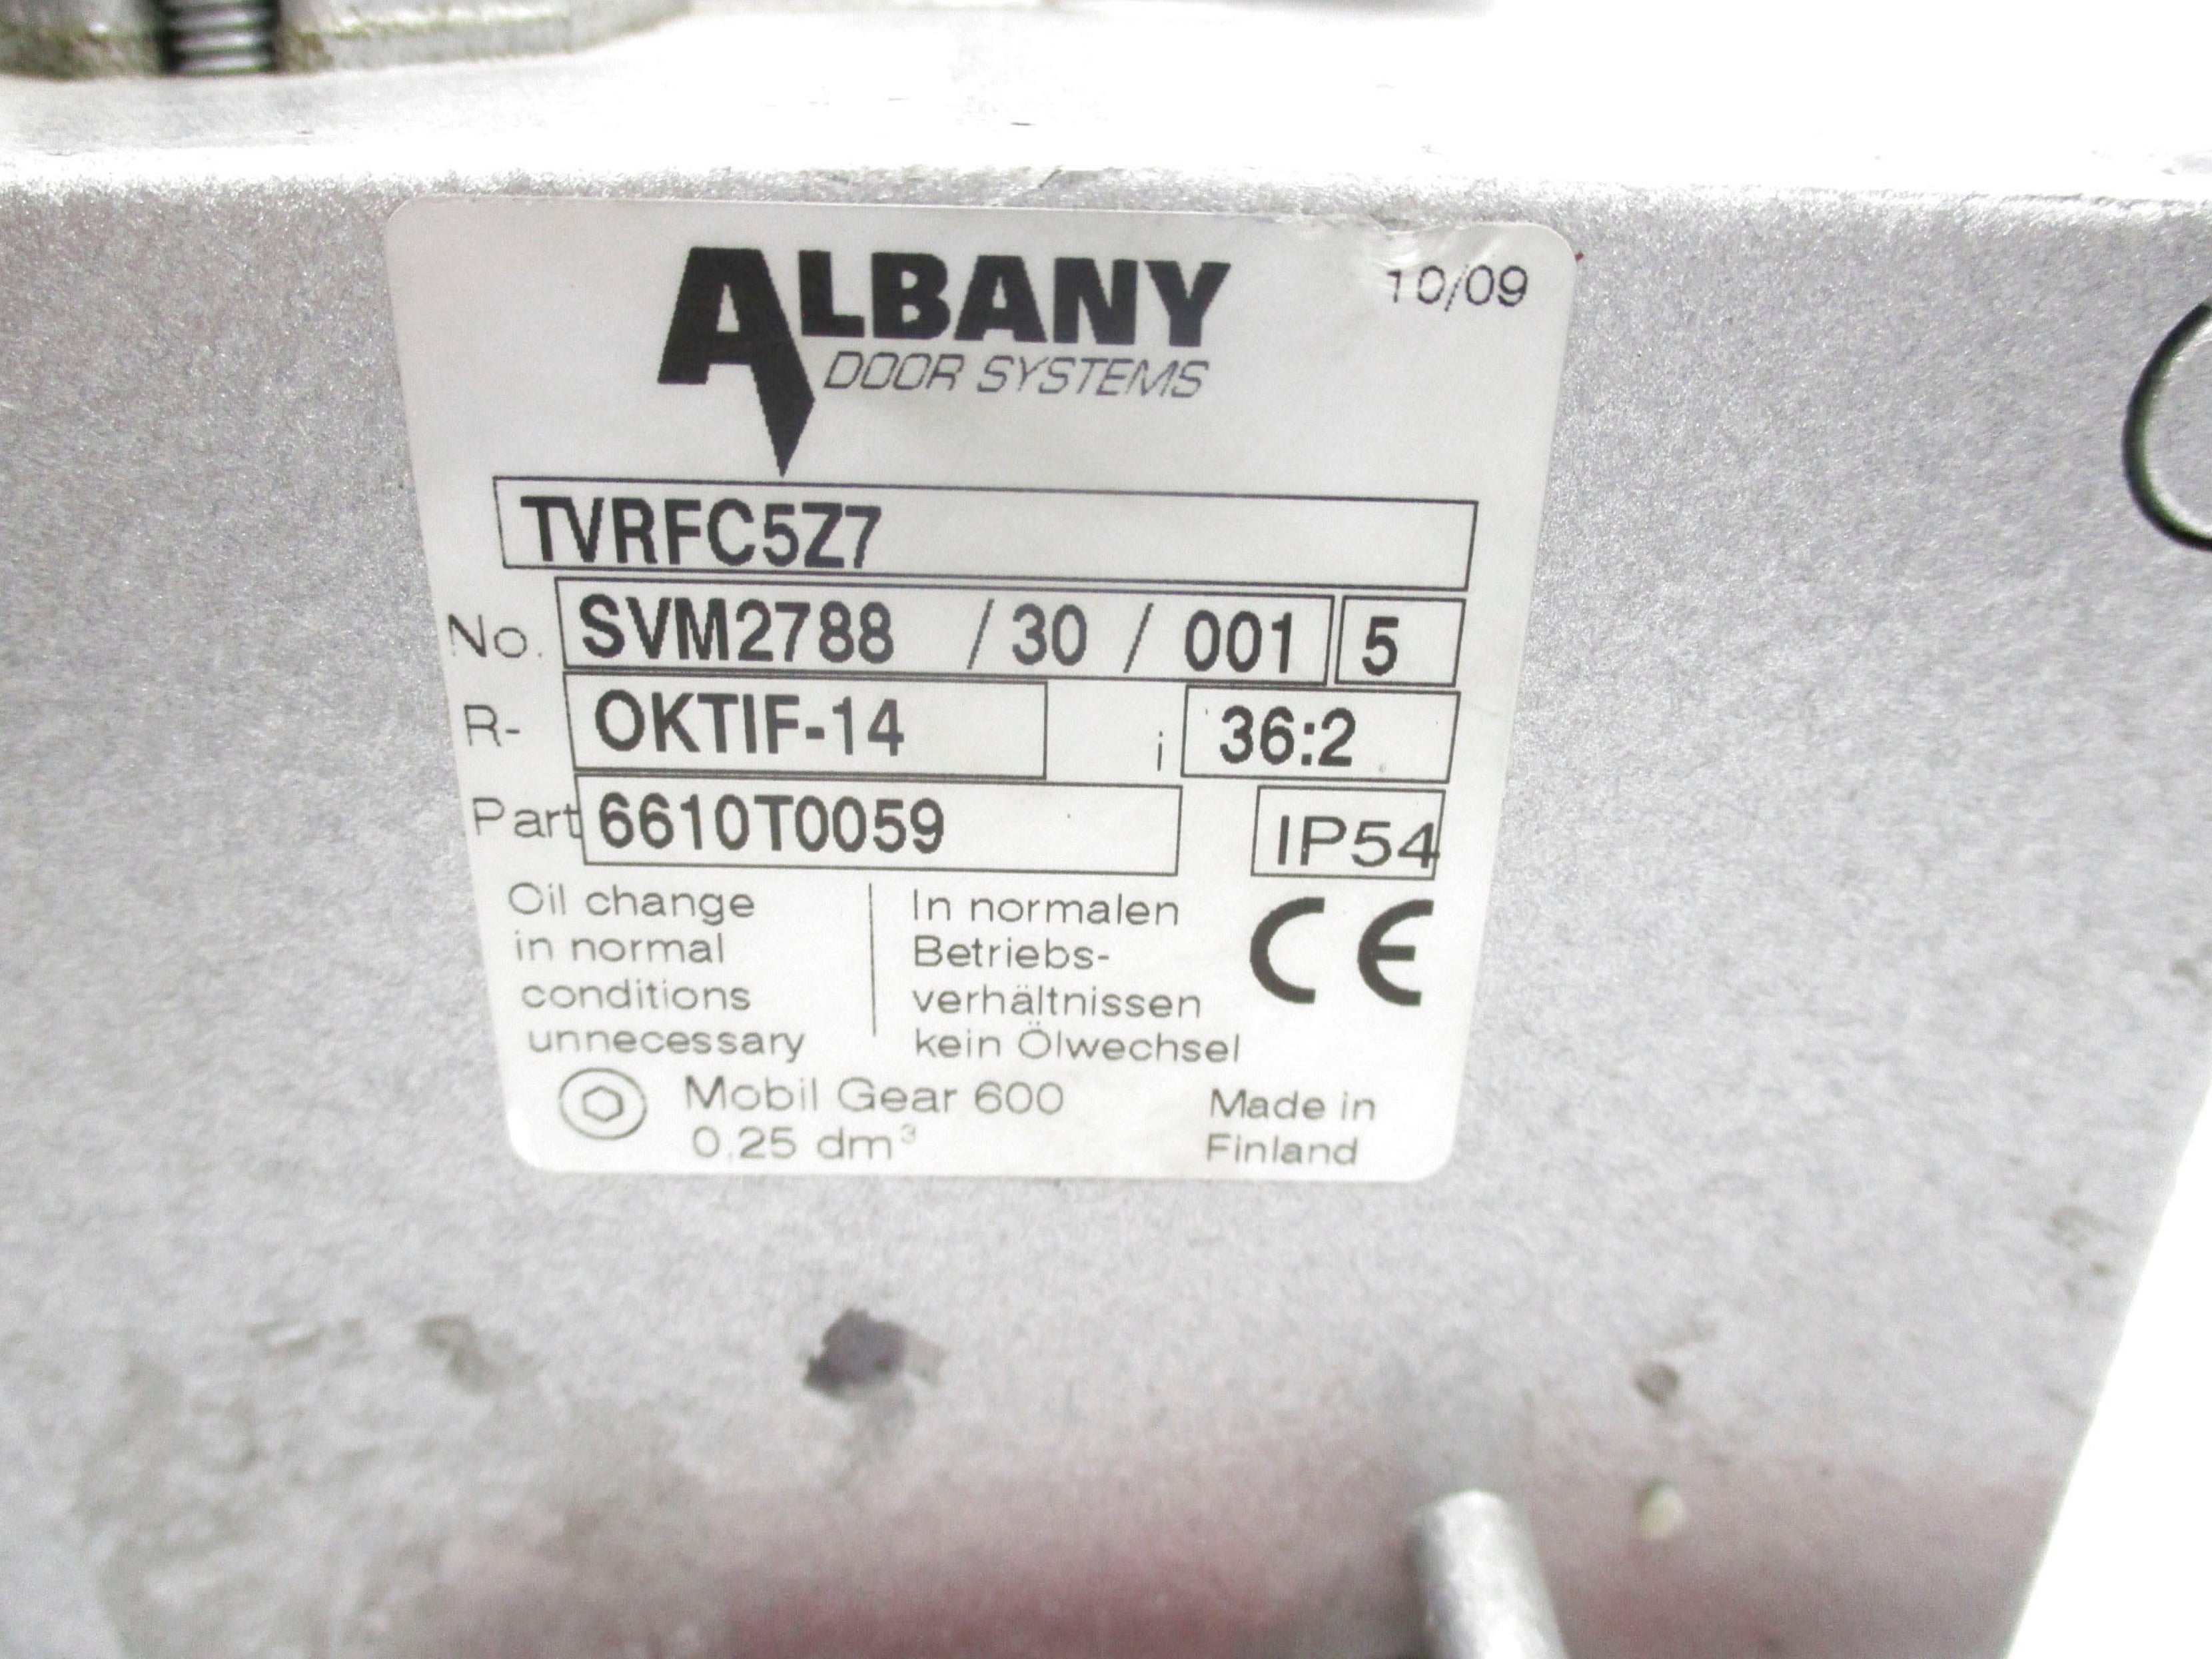 ALBANY 10/09
DOOR SYSTEMS
TVRFC5Z7
No. SVM2788 / 30 / 001 5
R- OKTIF-14 i 36:2
Part 6610T0059 IP54
Oil change
in normal
conditions
unnecessary
In normalen
Betriebs-
verhältnissen
kein Ölwechsel
CE
Mobil Gear 600
0.25 dm³
Made in
Finland